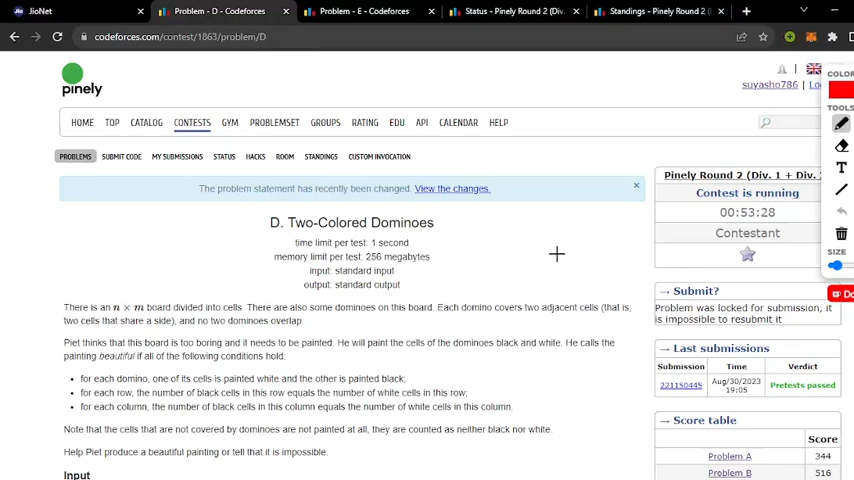 JioNet
Problem - D - Codeforces
Problem - E - Codeforces
Status - Pinely Round 2 (Div.
Standings - Pinely Round 2 (Div.
codeforces.com/contest/1863/problem/D
pinely
suyasho786 |
COLOR
TOOLS
T
SIZE
HOME TOP CATALOG CONTESTS GYM PROBLEMSET GROUPS RATING EDU API CALENDAR HELP
PROBLEMS SUBMIT CODE MY SUBMISSIONS STATUS HACKS ROOM STANDINGS CUSTOM INVOCATION
The problem statement has recently been changed. View the changes.
×
D. Two-Colored Dominoes
time limit per test: 1 second
memory limit per test: 256 megabytes
input: standard input
output: standard output
There is an n × m board divided into cells. There are also some dominoes on this board. Each domino covers two adjacent cells (that is,
two cells that share a side), and no two dominoes overlap.
Piet thinks that this board is too boring and it needs to be painted. He will paint the cells of the dominoes black and white. He calls the
painting beautiful if all of the following conditions hold:
• for each domino, one of its cells is painted white and the other is painted black;
• for each row, the number of black cells in this row equals the number of white cells in this row;
• for each column, the number of black cells in this column equals the number of white cells in this column.
Note that the cells that are not covered by dominoes are not painted at all, they are counted as neither black nor white.
Help Piet produce a beautiful painting or tell that it is impossible.
Input
Pinely Round 2 (Div. 1 + Div.
Contest is running
00:53:28
Contestant
→ Submit?
Problem was locked for submission, it
is impossible to resubmit it
→ Last submissions
Submission Time Verdict
221150445 Aug/30/2023 19:05 Pretests passed
→ Score table
Score
Problem A 344
Problem B 516